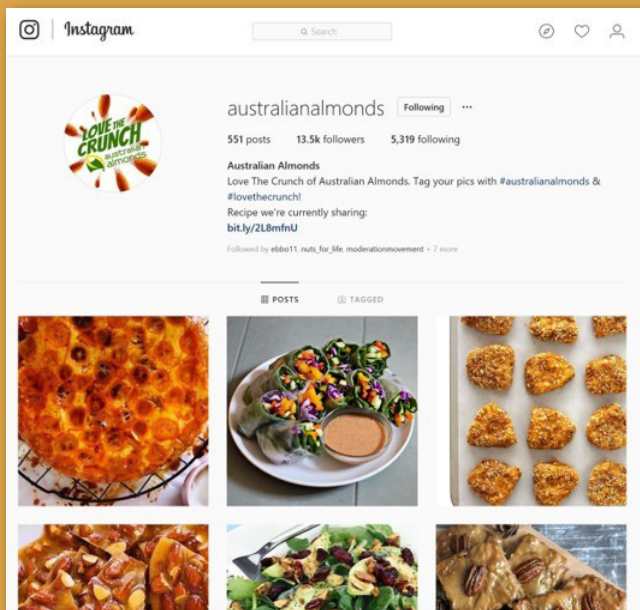 Instagram
Search
australianalmonds Following ...
551 posts 13.5k followers 5,319 following
Australian Almonds
Love The Crunch of Australian Almonds. Tag your pics with #australianalmonds &
#lovethecrunch!
Recipe we're currently sharing:
bit.ly/2L8mfnU
Followed by ebbo11, nuts_for_life, moderationmovement + 7 more
LOVE THE
CRUNCH
australian
almonds
POSTS TAGGED